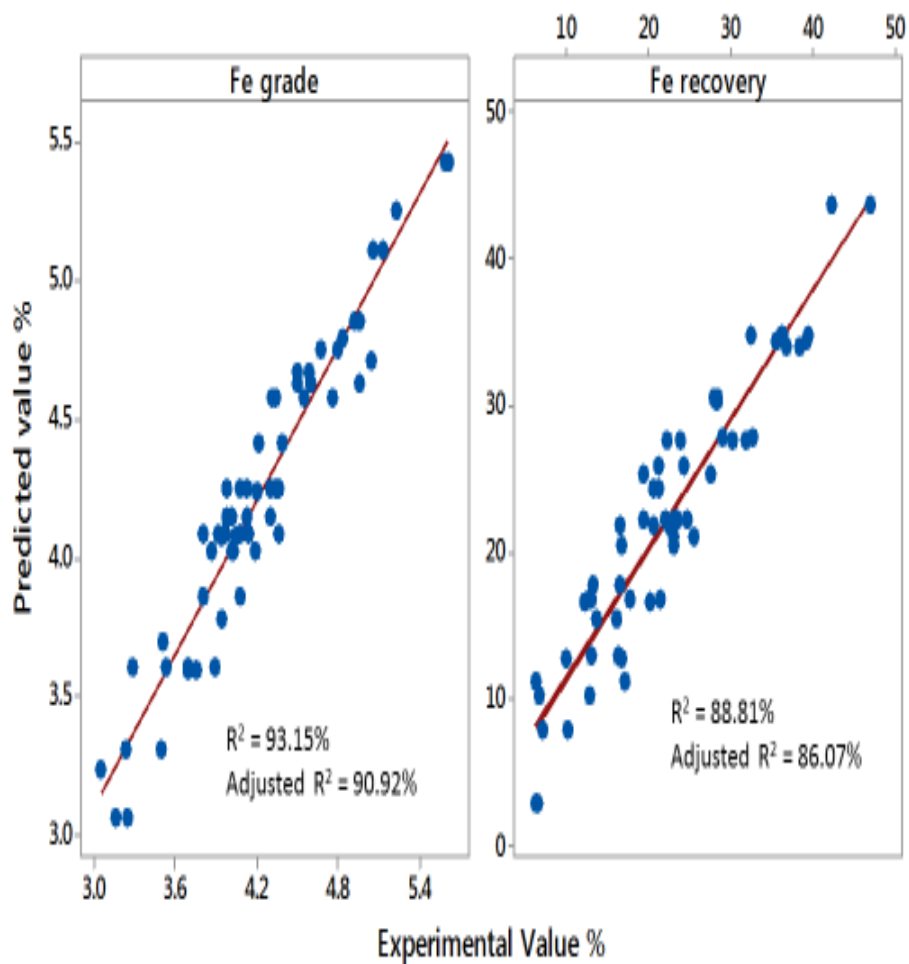 10 20 30 40 50
Fe grade
Fe recovery
5.5
5.0
4.5
4.0
3.5
3.0
Predicted value %
50
40
30
20
10
0
R² = 93.15%
Adjusted R² = 90.92%
R² = 88.81%
Adjusted R² = 86.07%
3.0 3.6 4.2 4.8 5.4
Experimental Value %